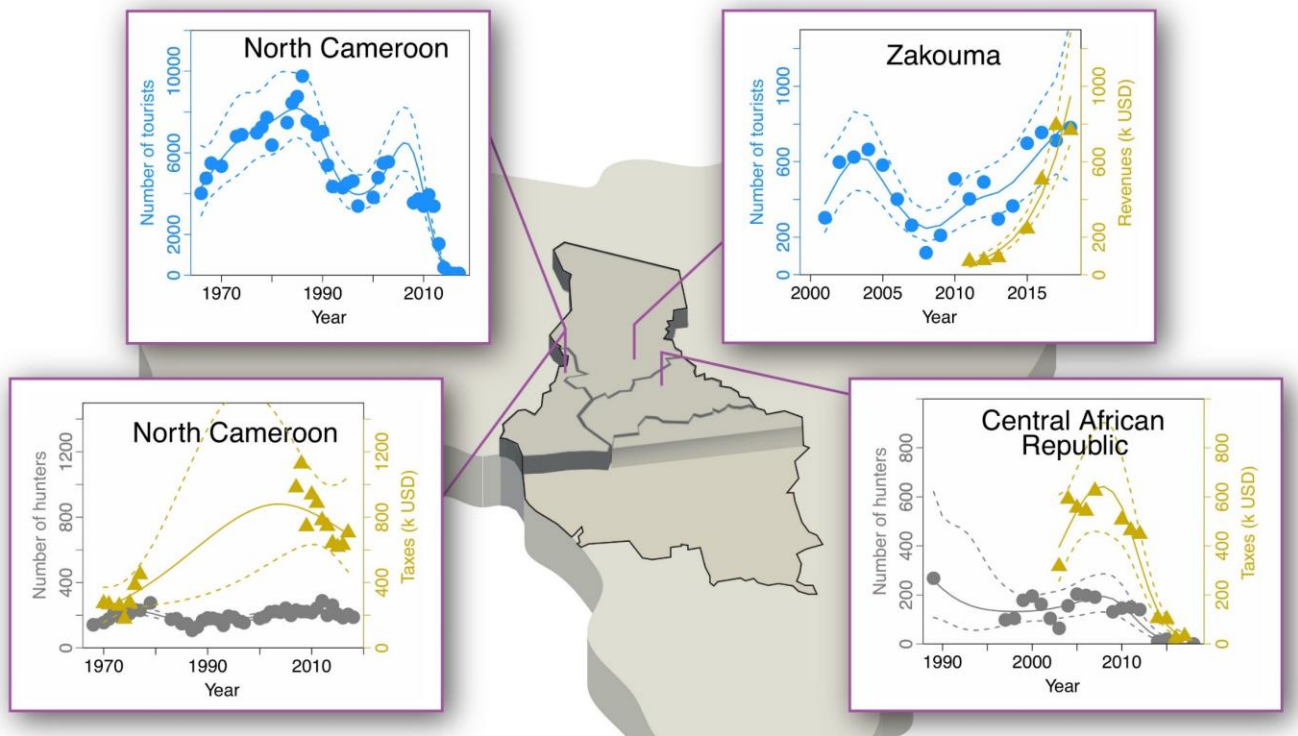 North Cameroon
Number of tourists
10000
6000
2000
0
1970
1990
2010
Year
Zakouma
Number of tourists
1000
600
200
0
Revenues (k USD)
1000
600
200
0
2000
2005
2010
2015
Year
North Cameroon
Number of hunters
1200
800
400
0
Taxes (k USD)
1200
800
400
0
1970
1990
2010
Year
Central African
Republic
Number of hunters
800
600
400
200
0
Taxes (k USD)
800
600
400
200
0
1990
2000
2010
Year